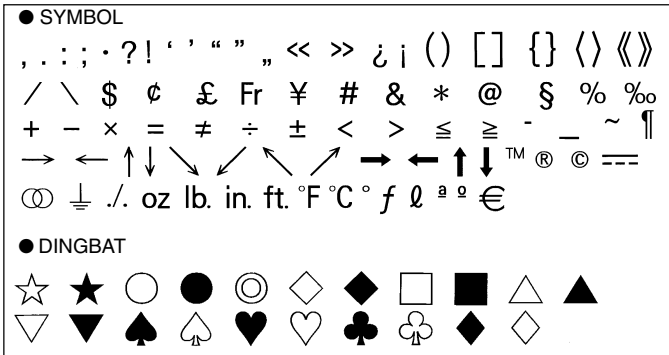 ● SYMBOL
, . : ; · ? ! ‘ ’ “ ” „ << >> ¿ ¡ () [] {} 〈〉 《》
/ \ $ ¢ £ Fr ¥ # & * @ § % ‰
+ − × = ≠ ÷ ± < > ≦ ≧ - _ ~ ¶
→ ← ↑ ↓ ↘ ↙ ↖ ↗ ➡ ⬅ ⬆ ⬇ ™ ® © ⎓
⏚ ./. oz lb. in. ft. °F °C ° ƒ ℓ ª º €
● DINGBAT
☆ ★ ○ ● ◎ ◇ ◆ □ ■ △ ▲
▽ ▼ ♠ ♤ ♥ ♡ ♣ ♧ ◆ ◇